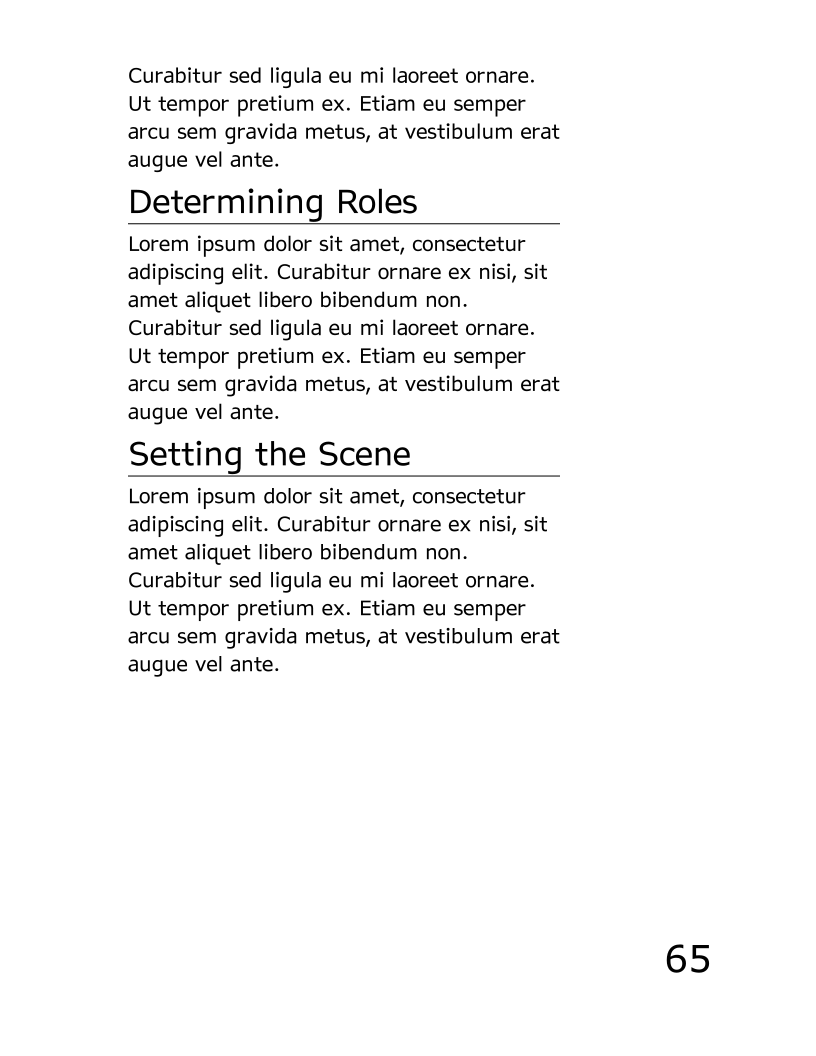 Curabitur sed ligula eu mi laoreet ornare.
Ut tempor pretium ex. Etiam eu semper
arcu sem gravida metus, at vestibulum erat
augue vel ante.
Determining Roles
Lorem ipsum dolor sit amet, consectetur
adipiscing elit. Curabitur ornare ex nisi, sit
amet aliquet libero bibendum non.
Curabitur sed ligula eu mi laoreet ornare.
Ut tempor pretium ex. Etiam eu semper
arcu sem gravida metus, at vestibulum erat
augue vel ante.
Setting the Scene
Lorem ipsum dolor sit amet, consectetur
adipiscing elit. Curabitur ornare ex nisi, sit
amet aliquet libero bibendum non.
Curabitur sed ligula eu mi laoreet ornare.
Ut tempor pretium ex. Etiam eu semper
arcu sem gravida metus, at vestibulum erat
augue vel ante.
65